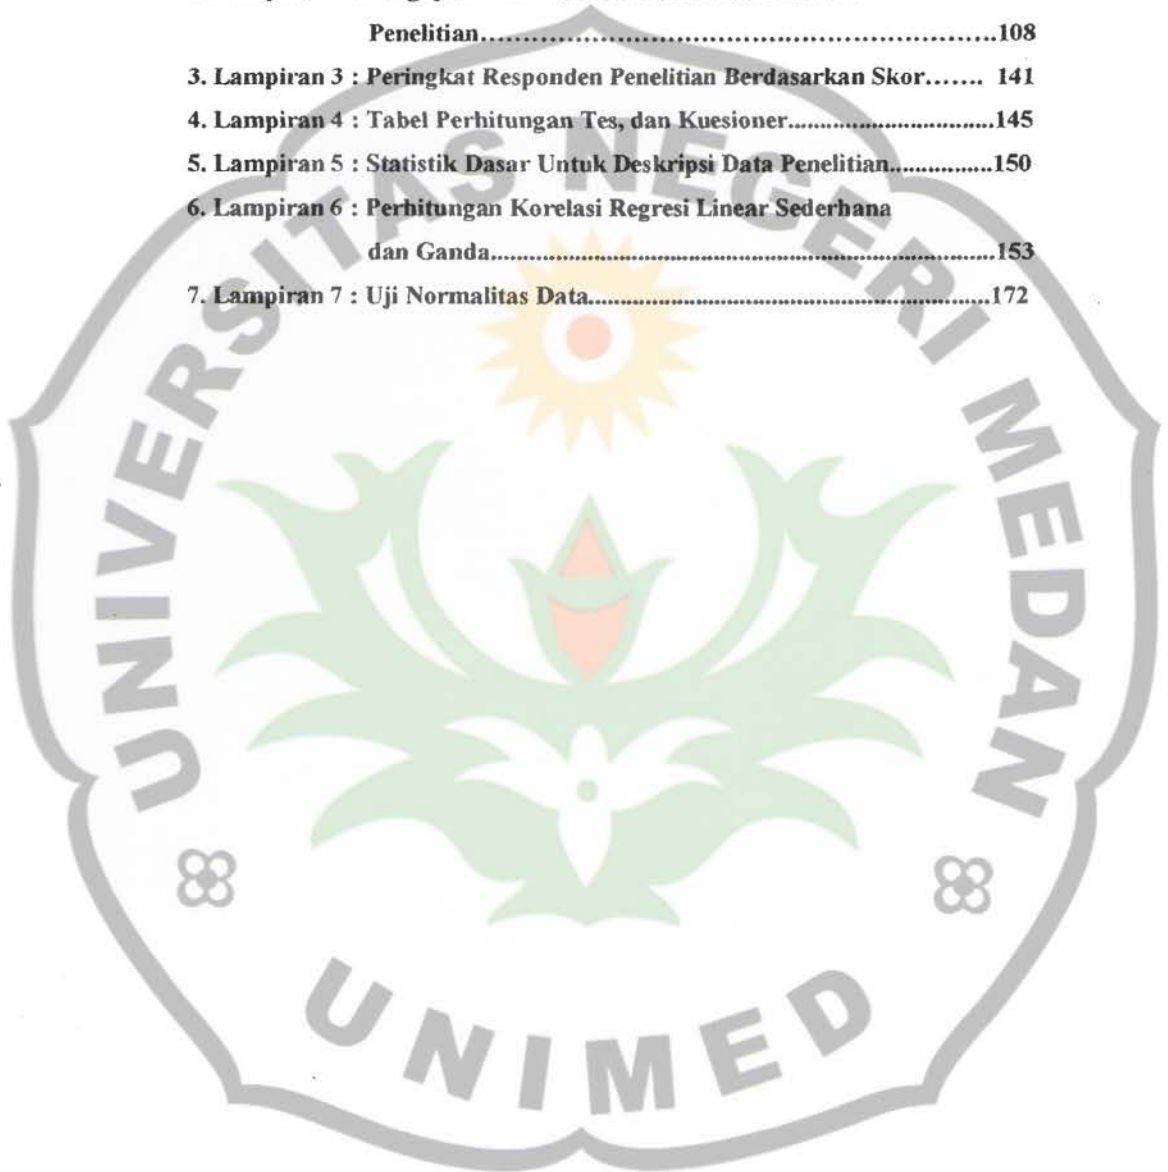 Penelitian.............................................................108
3. Lampiran 3 : Peringkat Responden Penelitian Berdasarkan Skor....... 141
4. Lampiran 4 : Tabel Perhitungan Tes, dan Kuesioner...............................145
5. Lampiran 5 : Statistik Dasar Untuk Deskripsi Data Penelitian...............150
6. Lampiran 6 : Perhitungan Korelasi Regresi Linear Sederhana
dan Ganda...........................................................................153
7. Lampiran 7 : Uji Normalitas Data............................................................172
UNIVERSITAS NEGERI MEDAN
UNIMED